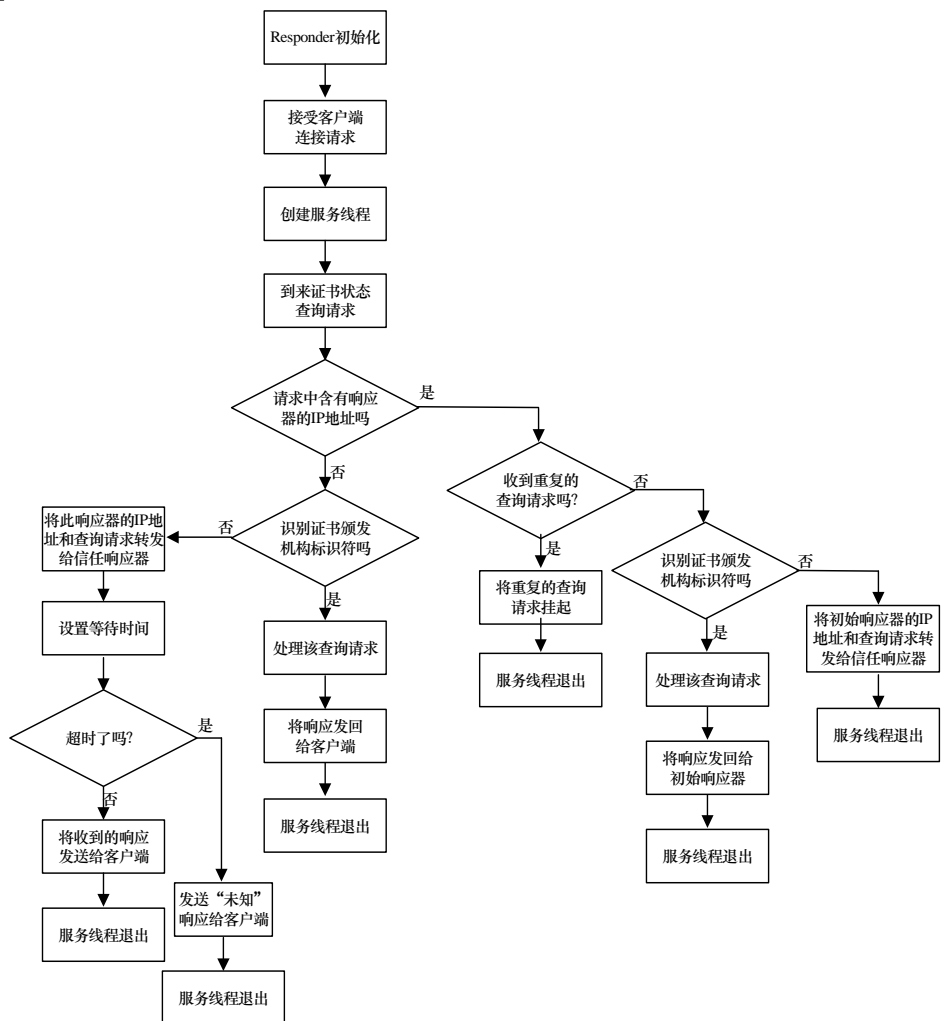 Responder初始化
接受客户端
连接请求
创建服务线程
到来证书状态
查询请求
请求中含有响应
器的IP地址吗
是
否
收到重复的
查询请求吗?
否
是
识别证书颁发
机构标识符吗
否
是
将此响应器的IP地
址和查询请求转发
给信任响应器
设置等待时间
超时了吗?
是
否
将收到的响应
发送给客户端
服务线程退出
发送“未知”
响应给客户端
服务线程退出
处理该查询请求
将响应发回
给客户端
服务线程退出
将重复的查询
请求挂起
服务线程退出
识别证书颁发
机构标识符吗
否
是
处理该查询请求
将响应发回给
初始响应器
服务线程退出
将初始响应器的IP
地址和查询请求转
发给信任响应器
服务线程退出